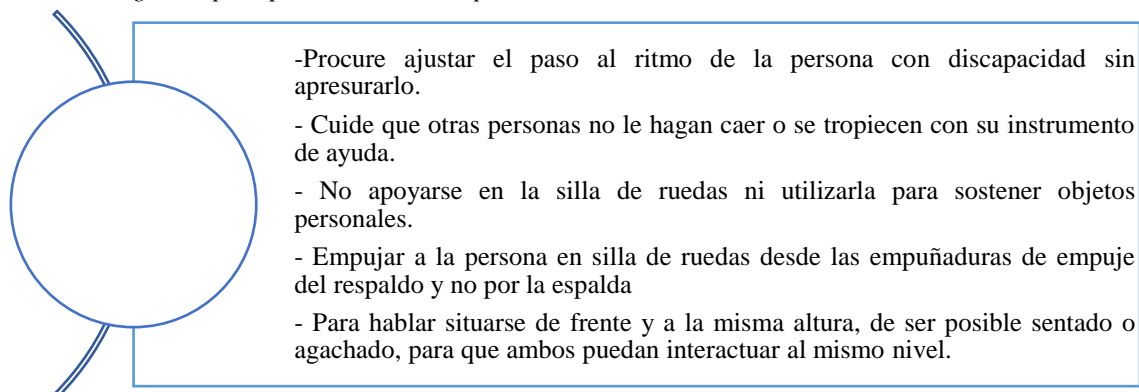 -Procure ajustar el paso al ritmo de la persona con discapacidad sin
apresurarlo.
- Cuide que otras personas no le hagan caer o se tropiecen con su instrumento
de ayuda.
- No apoyarse en la silla de ruedas ni utilizarla para sostener objetos
personales.
- Empujar a la persona en silla de ruedas desde las empuñaduras de empuje
del respaldo y no por la espalda
- Para hablar situarse de frente y a la misma altura, de ser posible sentado o
agachado, para que ambos puedan interactuar al mismo nivel.